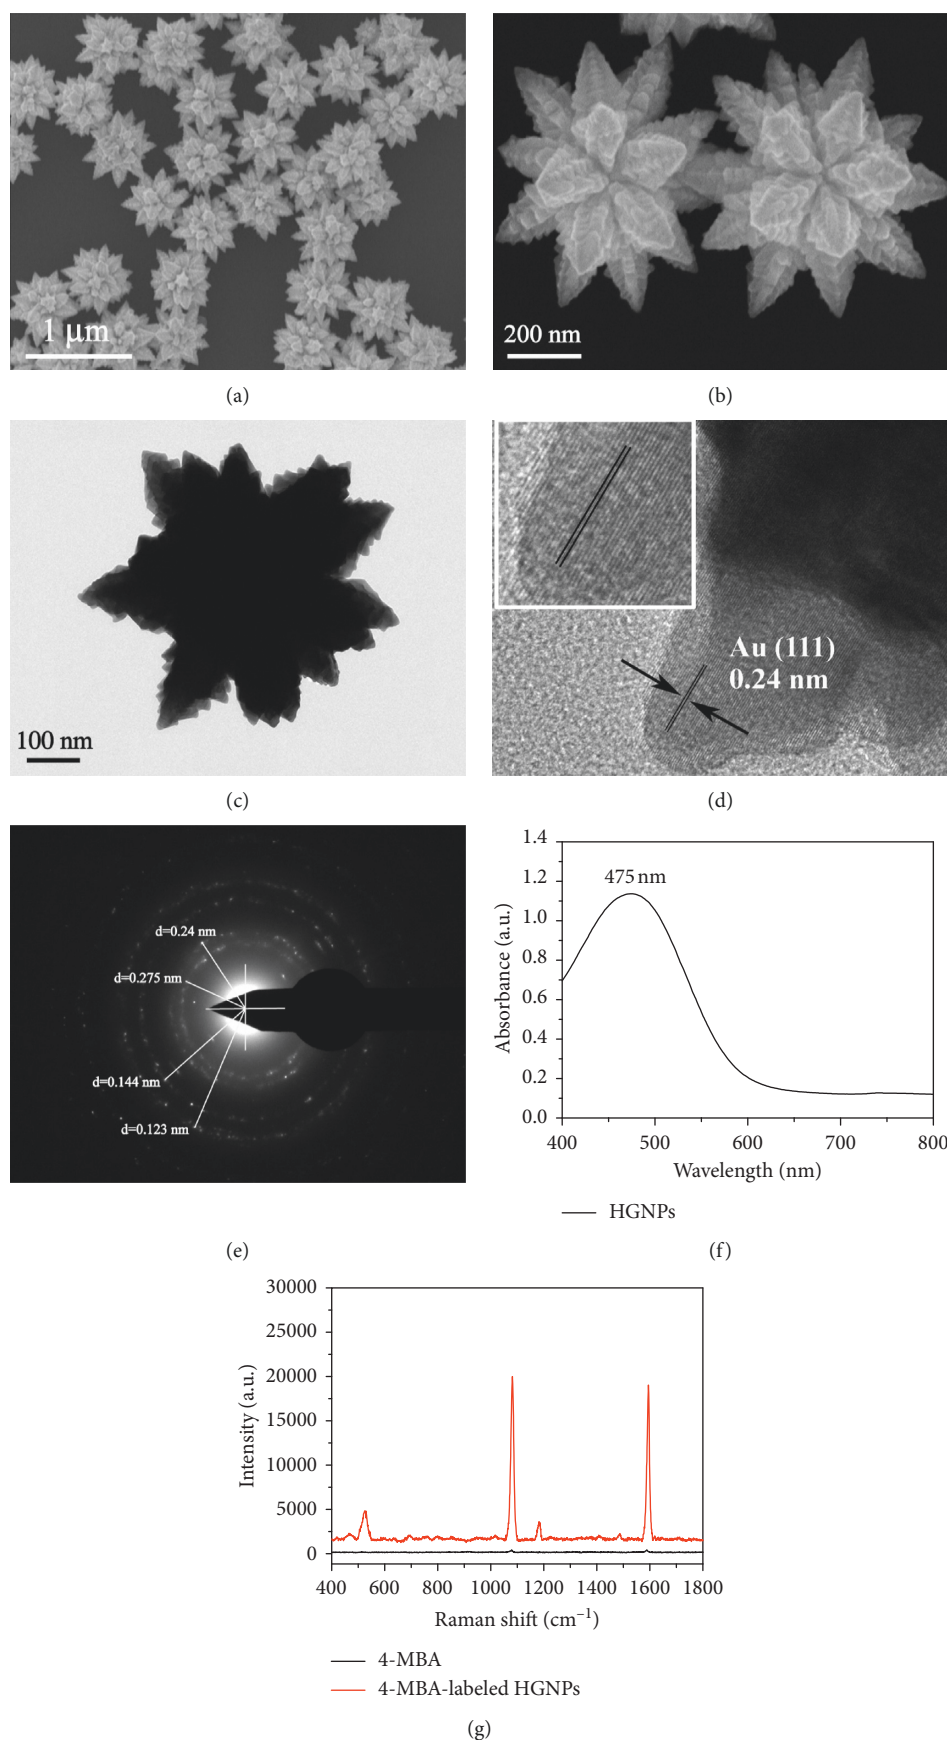 1 μm
(a)
200 nm
(b)
100 nm
(c)
Au (111)
0.24 nm
(d)
d=0.24 nm
d=0.275 nm
d=0.144 nm
d=0.123 nm
(e)
1.4
1.2
1.0
0.8
0.6
0.4
0.2
0.0
Absorbance (a.u.)
475 nm
400 500 600 700 800
Wavelength (nm)
HGNPs
(f)
30000
25000
20000
15000
10000
5000
0
Intensity (a.u.)
400 600 800 1000 1200 1400 1600 1800
Raman shift (cm⁻¹)
4-MBA
4-MBA-labeled HGNPs
(g)